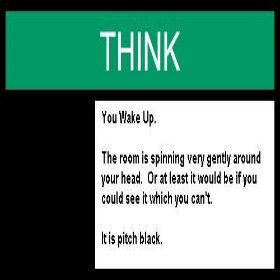 THINK
You Wake Up.
The room is spinning very gently around
your head. Or at least it would be if you
could see it which you can't.
It is pitch black.